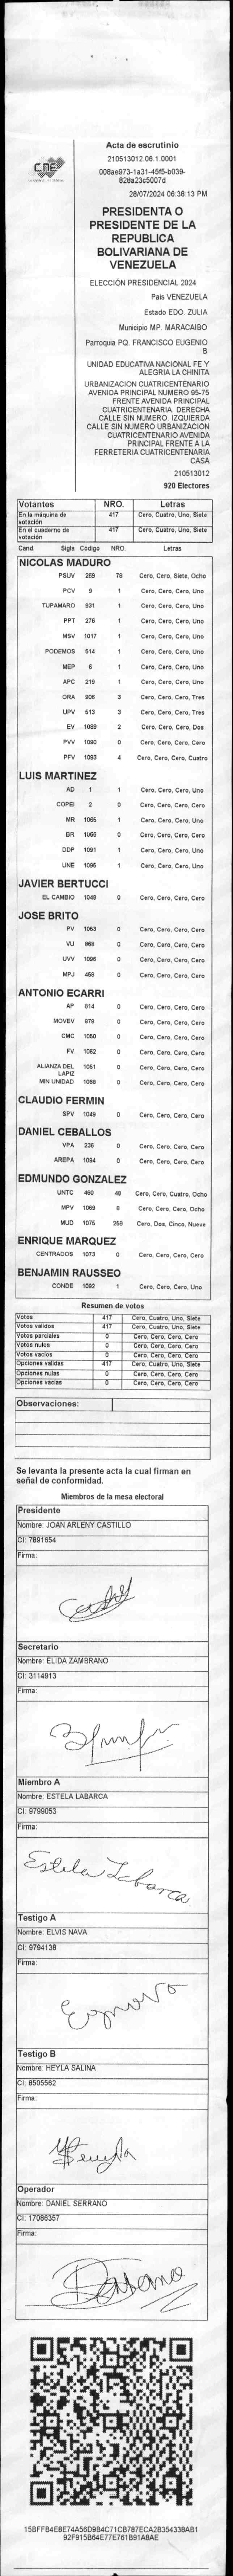 CNE
Acta de escrutinio
210513012.06.1.0001
008ae973-1a31-45f5-b039-
828a23c5007d
28/07/2024 06:38:13 PM
PRESIDENTA O
PRESIDENTE DE LA
REPUBLICA
BOLIVARIANA DE
VENEZUELA
ELECCIÓN PRESIDENCIAL 2024
Pais VENEZUELA
Estado EDO. ZULIA
Municipio MP. MARACAIBO
Parroquia PQ. FRANCISCO EUGENIO
B
UNIDAD EDUCATIVA NACIONAL FE Y
ALEGRIA LA CHINITA
URBANIZACION CUATRICENTENARIO
AVENIDA PRINCIPAL NUMERO 95-75
FRENTE AVENIDA PRINCIPAL
CUATRICENTENARIA. DERECHA
CALLE SIN NUMERO. IZQUIERDA
CALLE SIN NUMERO URBANIZACION
CUATRICENTENARIO AVENIDA
PRINCIPAL FRENTE A LA
FERRETERIA CUATRICENTENARIA
CASA
210513012
920 Electores
Votantes NRO. Letras
En la máquina de votación 417 Cero, Cuatro, Uno, Siete
En el cuaderno de votación 417 Cero, Cuatro, Uno, Siete
Cand. Sigla Código NRO. Letras
NICOLAS MADURO
PSUV 269 78 Cero, Cero, Siete, Ocho
PCV 9 1 Cero, Cero, Cero, Uno
TUPAMARO 931 1 Cero, Cero, Cero, Uno
PPT 276 1 Cero, Cero, Cero, Uno
MSV 1017 1 Cero, Cero, Cero, Uno
PODEMOS 514 1 Cero, Cero, Cero, Uno
MEP 6 1 Cero, Cero, Cero, Uno
APC 219 1 Cero, Cero, Cero, Uno
ORA 906 3 Cero, Cero, Cero, Tres
UPV 513 3 Cero, Cero, Cero, Tres
EV 1069 2 Cero, Cero, Cero, Dos
PVV 1090 0 Cero, Cero, Cero, Cero
PFV 1093 4 Cero, Cero, Cero, Cuatro
LUIS MARTINEZ
AD 1 1 Cero, Cero, Cero, Uno
COPEI 2 0 Cero, Cero, Cero, Cero
MR 1065 1 Cero, Cero, Cero, Uno
BR 1066 0 Cero, Cero, Cero, Cero
DDP 1091 1 Cero, Cero, Cero, Uno
UNE 1095 1 Cero, Cero, Cero, Uno
JAVIER BERTUCCI
EL CAMBIO 1048 0 Cero, Cero, Cero, Cero
JOSE BRITO
PV 1053 0 Cero, Cero, Cero, Cero
VU 868 0 Cero, Cero, Cero, Cero
UVV 1096 0 Cero, Cero, Cero, Cero
MPJ 458 0 Cero, Cero, Cero, Cero
ANTONIO ECARRI
AP 814 0 Cero, Cero, Cero, Cero
MOVEV 879 0 Cero, Cero, Cero, Cero
CMC 1050 0 Cero, Cero, Cero, Cero
FV 1062 0 Cero, Cero, Cero, Cero
ALIANZA DEL LAPIZ 1051 0 Cero, Cero, Cero, Cero
MIN UNIDAD 1068 0 Cero, Cero, Cero, Cero
CLAUDIO FERMIN
SPV 1049 0 Cero, Cero, Cero, Cero
DANIEL CEBALLOS
VPA 236 0 Cero, Cero, Cero, Cero
AREPA 1094 0 Cero, Cero, Cero, Cero
EDMUNDO GONZALEZ
UNTC 460 48 Cero, Cero, Cuatro, Ocho
MPV 1069 8 Cero, Cero, Cero, Ocho
MUD 1075 259 Cero, Dos, Cinco, Nueve
ENRIQUE MARQUEZ
CENTRADOS 1073 0 Cero, Cero, Cero, Cero
BENJAMIN RAUSSEO
CONDE 1092 1 Cero, Cero, Cero, Uno
Resumen de votos
Votos 417 Cero, Cuatro, Uno, Siete
Votos validos 417 Cero, Cuatro, Uno, Siete
Votos parciales 0 Cero, Cero, Cero, Cero
Votos nulos 0 Cero, Cero, Cero, Cero
Votos vacios 0 Cero, Cero, Cero, Cero
Opciones validas 417 Cero, Cuatro, Uno, Siete
Opciones nulas 0 Cero, Cero, Cero, Cero
Opciones vacias 0 Cero, Cero, Cero, Cero
Observaciones:
Se levanta la presente acta la cual firman en
señal de conformidad.
Miembros de la mesa electoral
Presidente
Nombre: JOAN ARLENY CASTILLO
CI: 7891654
Firma:
Secretario
Nombre: ELIDA ZAMBRANO
CI: 3114913
Firma:
Miembro A
Nombre: ESTELA LABARCA
CI: 9799053
Firma:
Estela Labarca
Testigo A
Nombre: ELVIS NAVA
CI: 9794138
Firma:
Testigo B
Nombre: HEYLA SALINA
CI: 8505562
Firma:
Operador
Nombre: DANIEL SERRANO
CI: 17086357
Firma:
15BFFB4E8E74A56D9B4C71CB787ECA2B35433BAB1
92F915B64E77E761B91A8AE